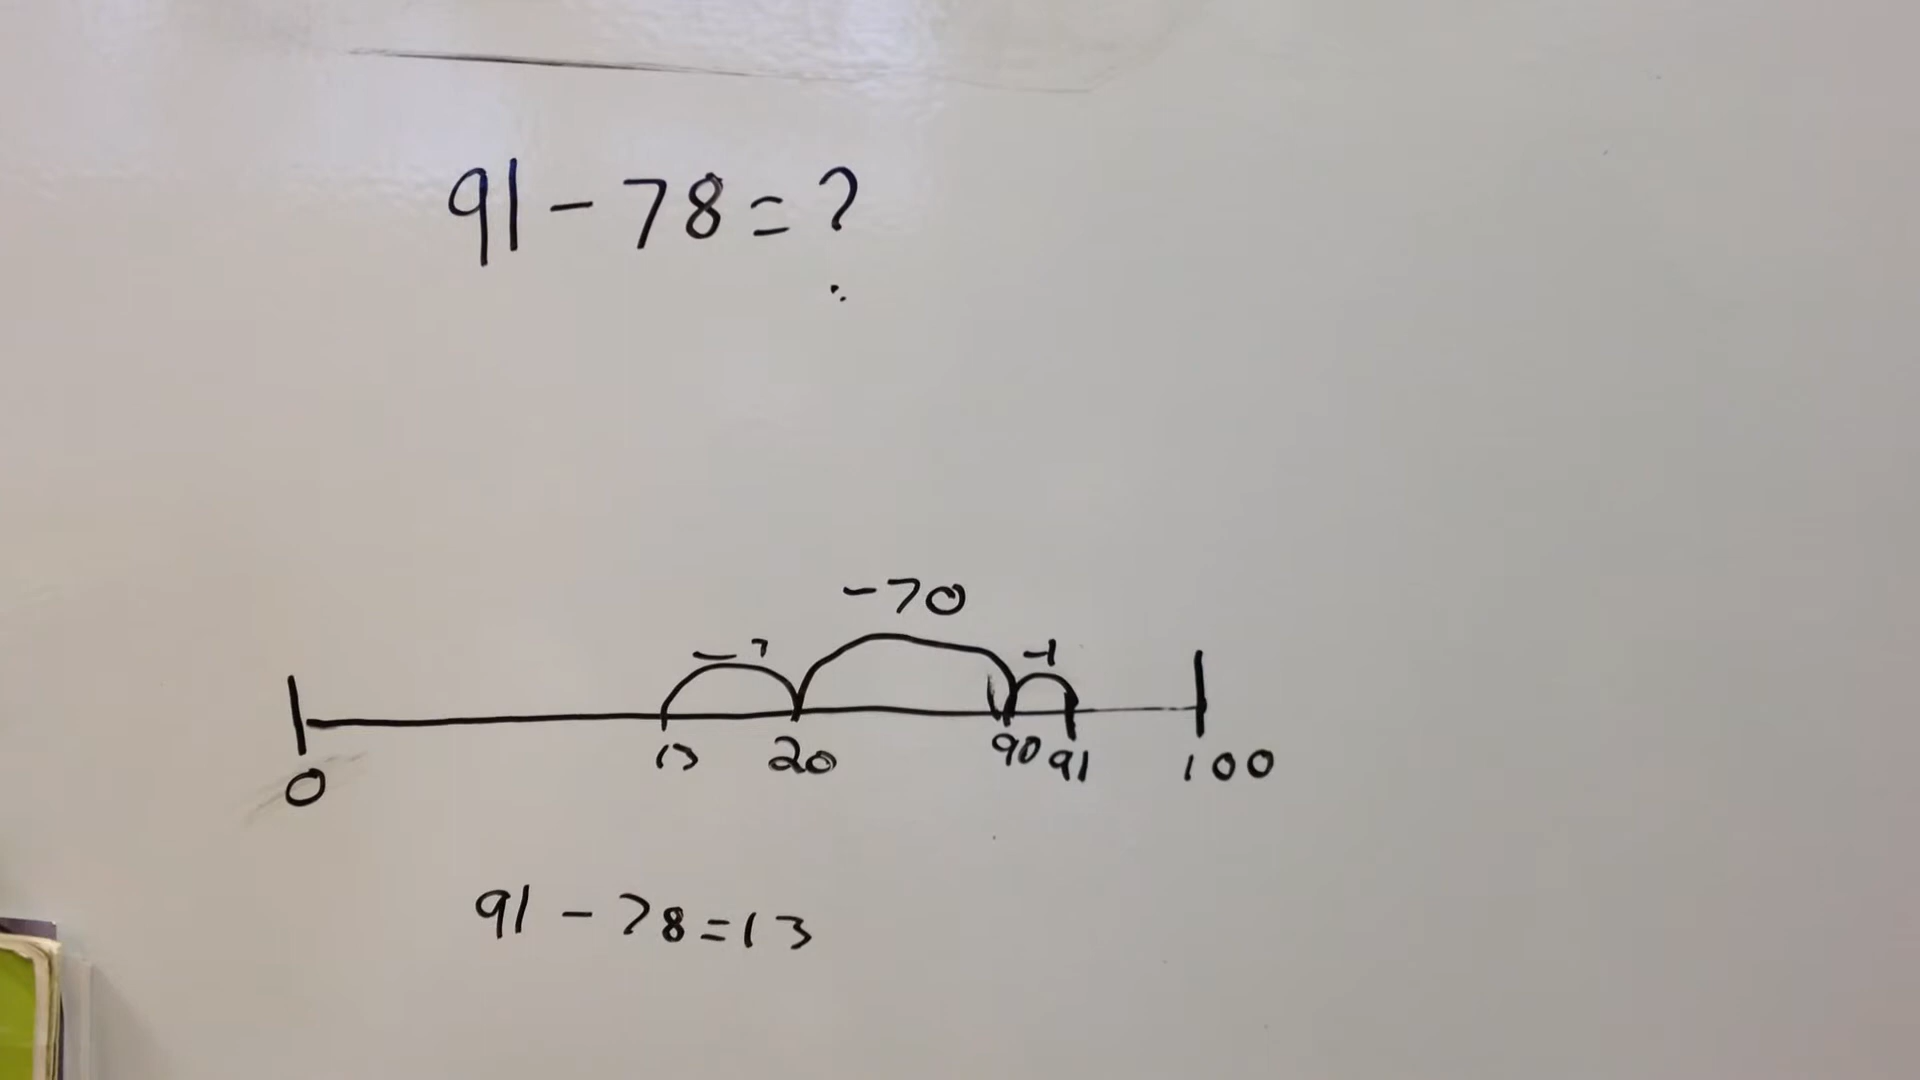 91 - 78 = ?
-70
-7 -1
0 13 20 90 91 100
91 - 78 = 13